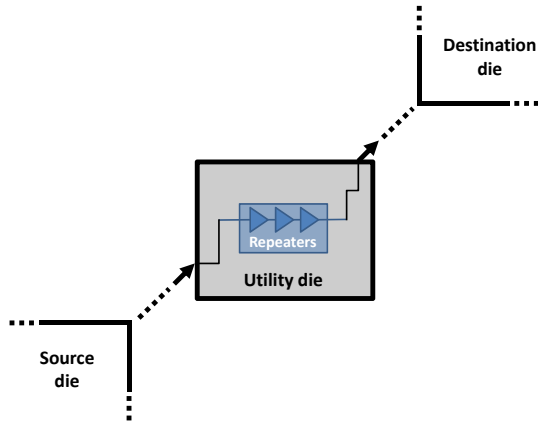 Destination
die
Repeaters
Utility die
Source
die